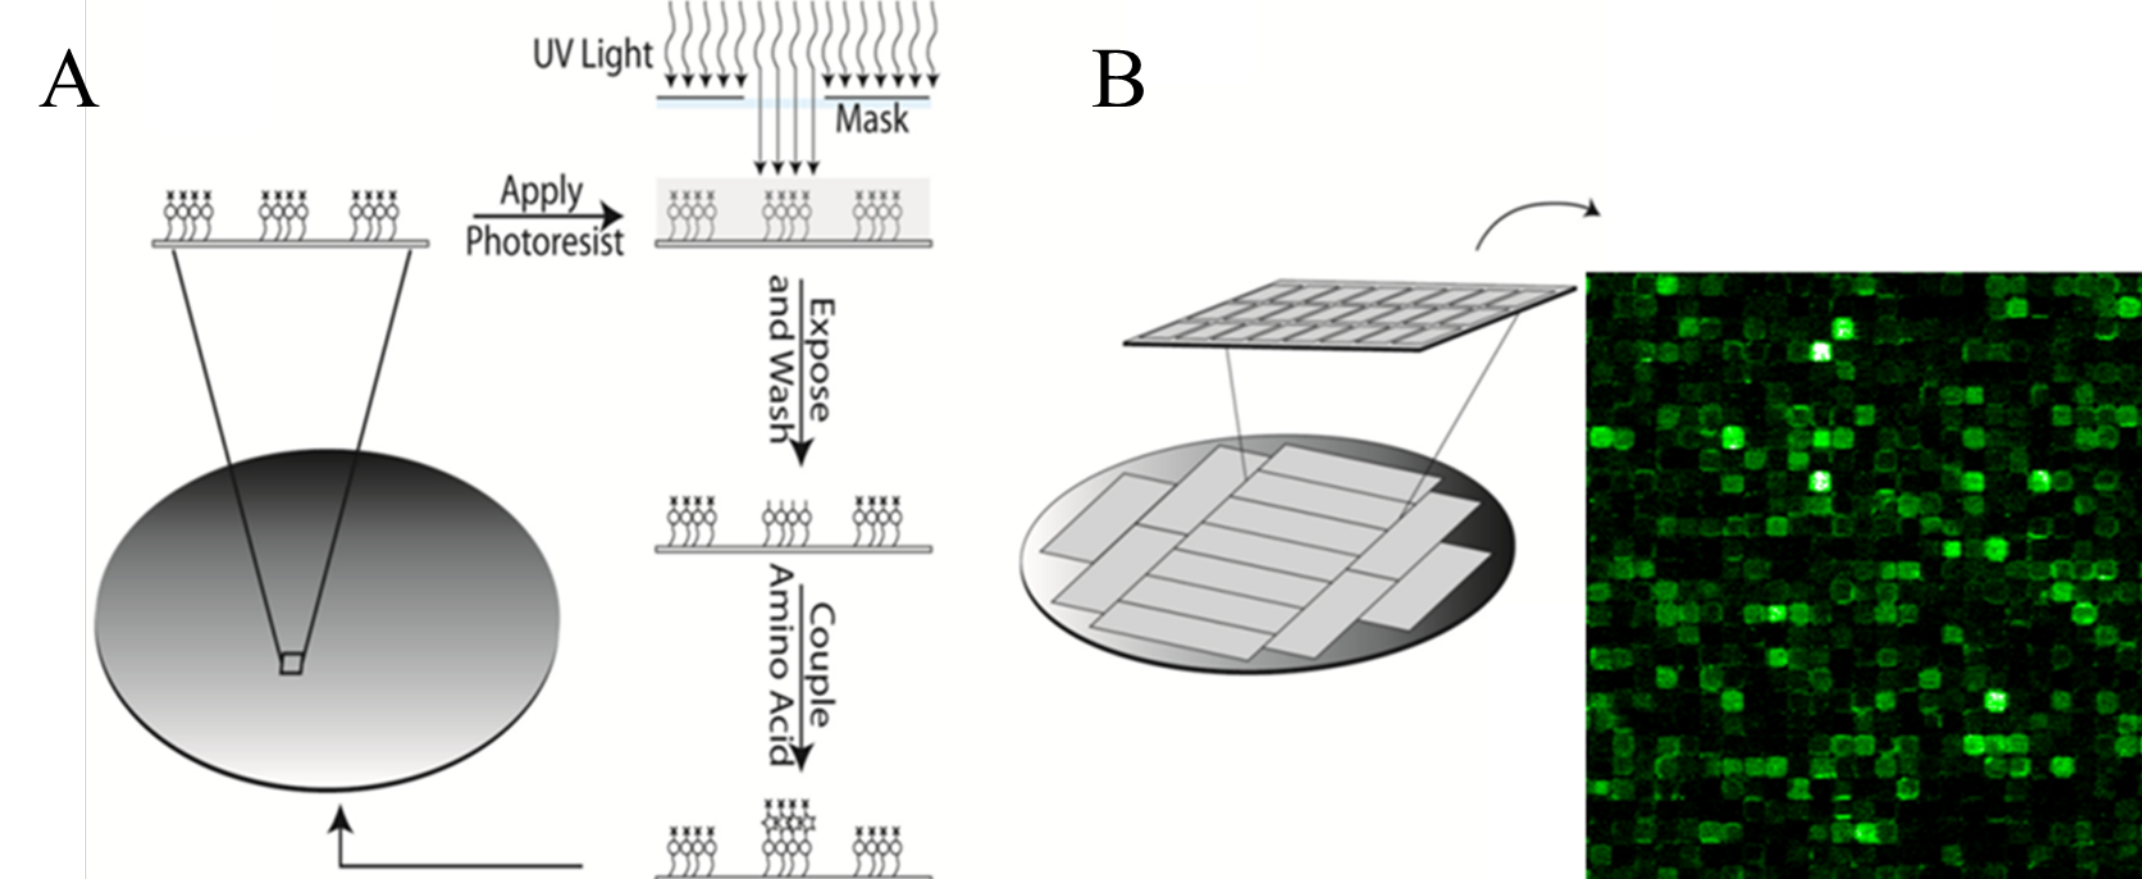 A
UV Light
Mask
Apply
Photoresist
Expose
and Wash
Couple
Amino Acid
B